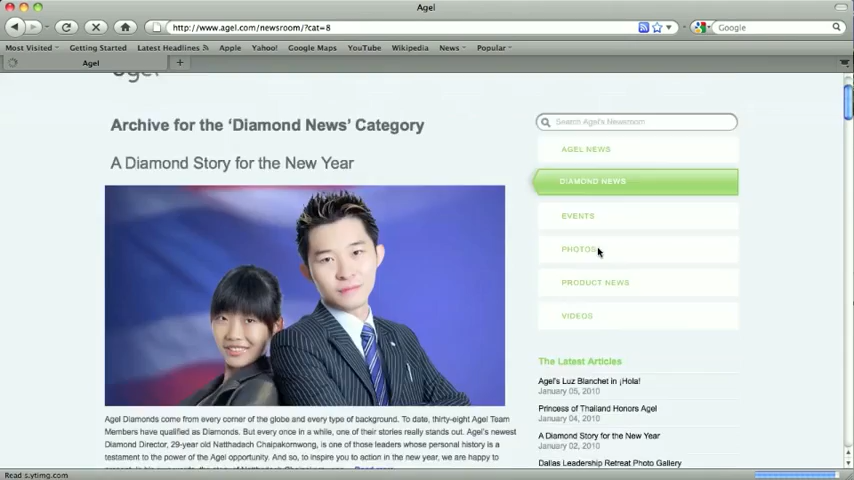 Agel
http://www.agel.com/newsroom/?cat=8
Google
Most Visited
Getting Started
Latest Headlines
Apple
Yahoo!
Google Maps
YouTube
Wikipedia
News
Popular
Agel
agel
Archive for the ‘Diamond News’ Category
A Diamond Story for the New Year
Agel Diamonds come from every corner of the globe and every type of background. To date, thirty-eight Agel Team
Members have qualified as Diamonds. But every once in a while, one of their stories really stands out. Agel's newest
Diamond Director, 29-year old Natthadach Chaipakomwong, is one of those leaders whose personal history is a
testament to the power of the Agel opportunity. And so, to inspire you to action in the new year, we are happy to
Search Agel's Newsroom
AGEL NEWS
DIAMOND NEWS
EVENTS
PHOTOS
PRODUCT NEWS
VIDEOS
The Latest Articles
Agel's Luz Blanchet in ¡Hola!
January 05, 2010
Princess of Thailand Honors Agel
January 04, 2010
A Diamond Story for the New Year
January 02, 2010
Dallas Leadership Retreat Photo Gallery
Read s.ytimg.com